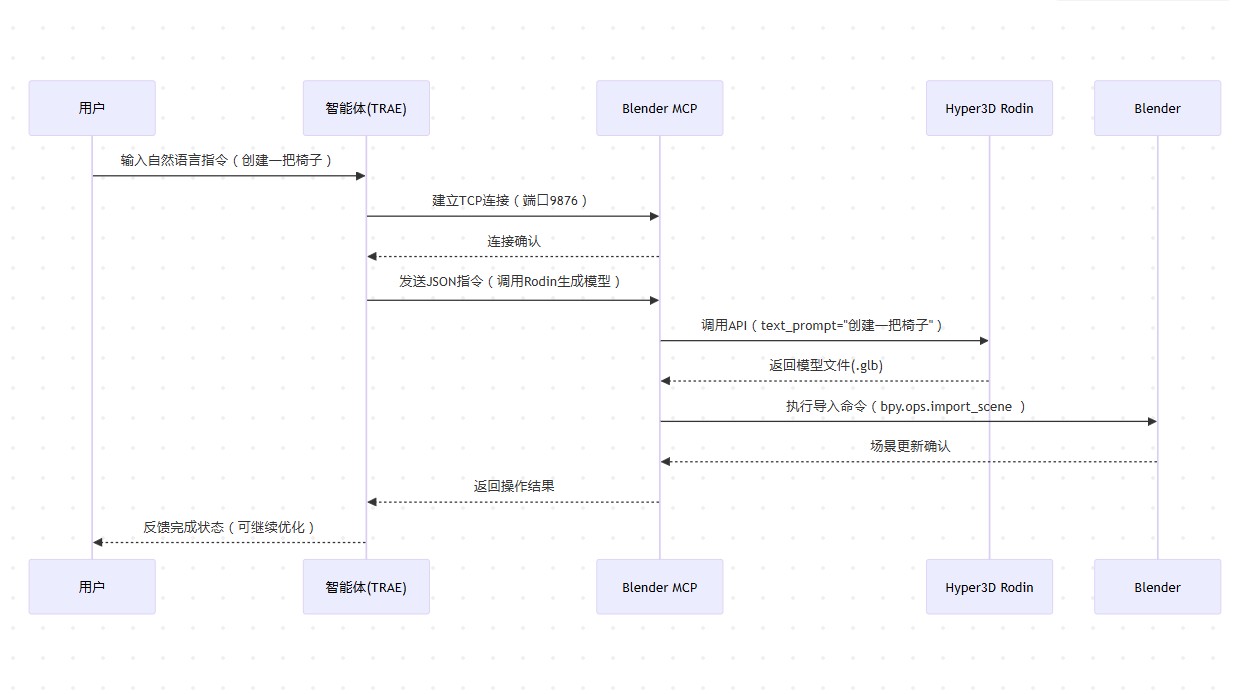 用户
智能体(TRAE)
Blender MCP
Hyper3D Rodin
Blender
输入自然语言指令（创建一把椅子）
建立TCP连接（端口9876）
连接确认
发送JSON指令（调用Rodin生成模型）
调用API（text_prompt="创建一把椅子"）
返回模型文件(.glb)
执行导入命令（bpy.ops.import_scene ）
场景更新确认
返回操作结果
反馈完成状态（可继续优化）
用户
智能体(TRAE)
Blender MCP
Hyper3D Rodin
Blender